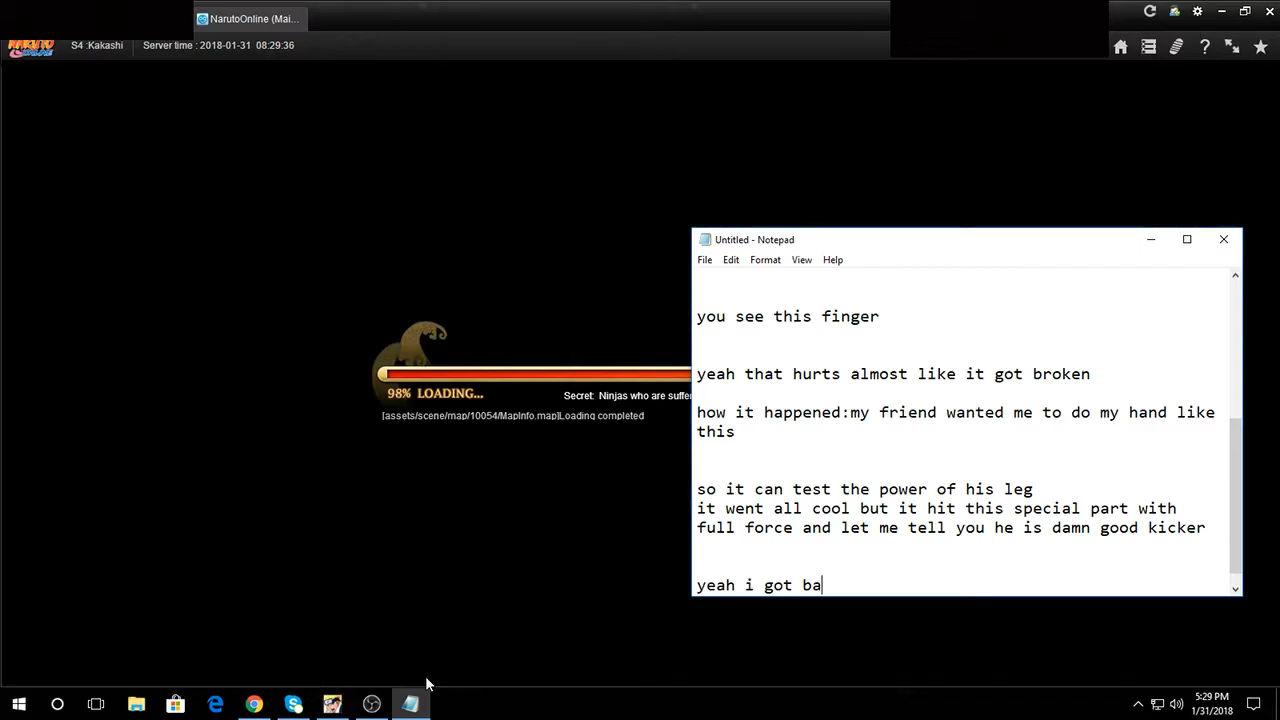 NarutoOnline (Mai...
NARUTO
ONLINE
S4 :Kakashi
Server time : 2018-01-31 08:29:36
Untitled - Notepad
File Edit Format View Help
you see this finger
yeah that hurts almost like it got broken
how it happened:my friend wanted me to do my hand like
this
so it can test the power of his leg
it went all cool but it hit this special part with
full force and let me tell you he is damn good kicker
yeah i got ba
98% LOADING...
Secret: Ninjas who are suffe
[assets/scene/map/10054/MapInfo.map]Loading completed
5:29 PM
1/31/2018